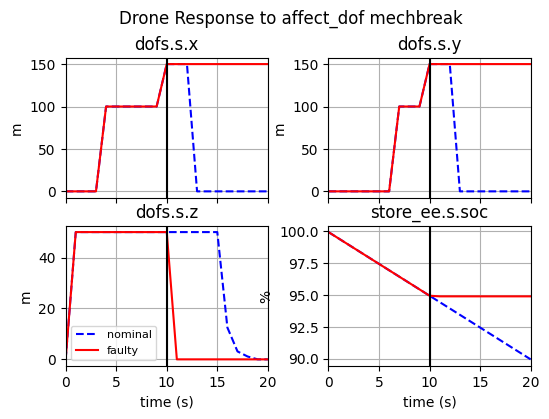 Drone Response to affect_dof mechbreak
dofs.s.x
dofs.s.y
150
100
50
0
m
150
100
50
0
m
dofs.s.z
store_ee.s.soc
40
20
0
m
nominal
faulty
0
5
10
15
20
time (s)
100.0
97.5
95.0
92.5
90.0
%
0
5
10
15
20
time (s)